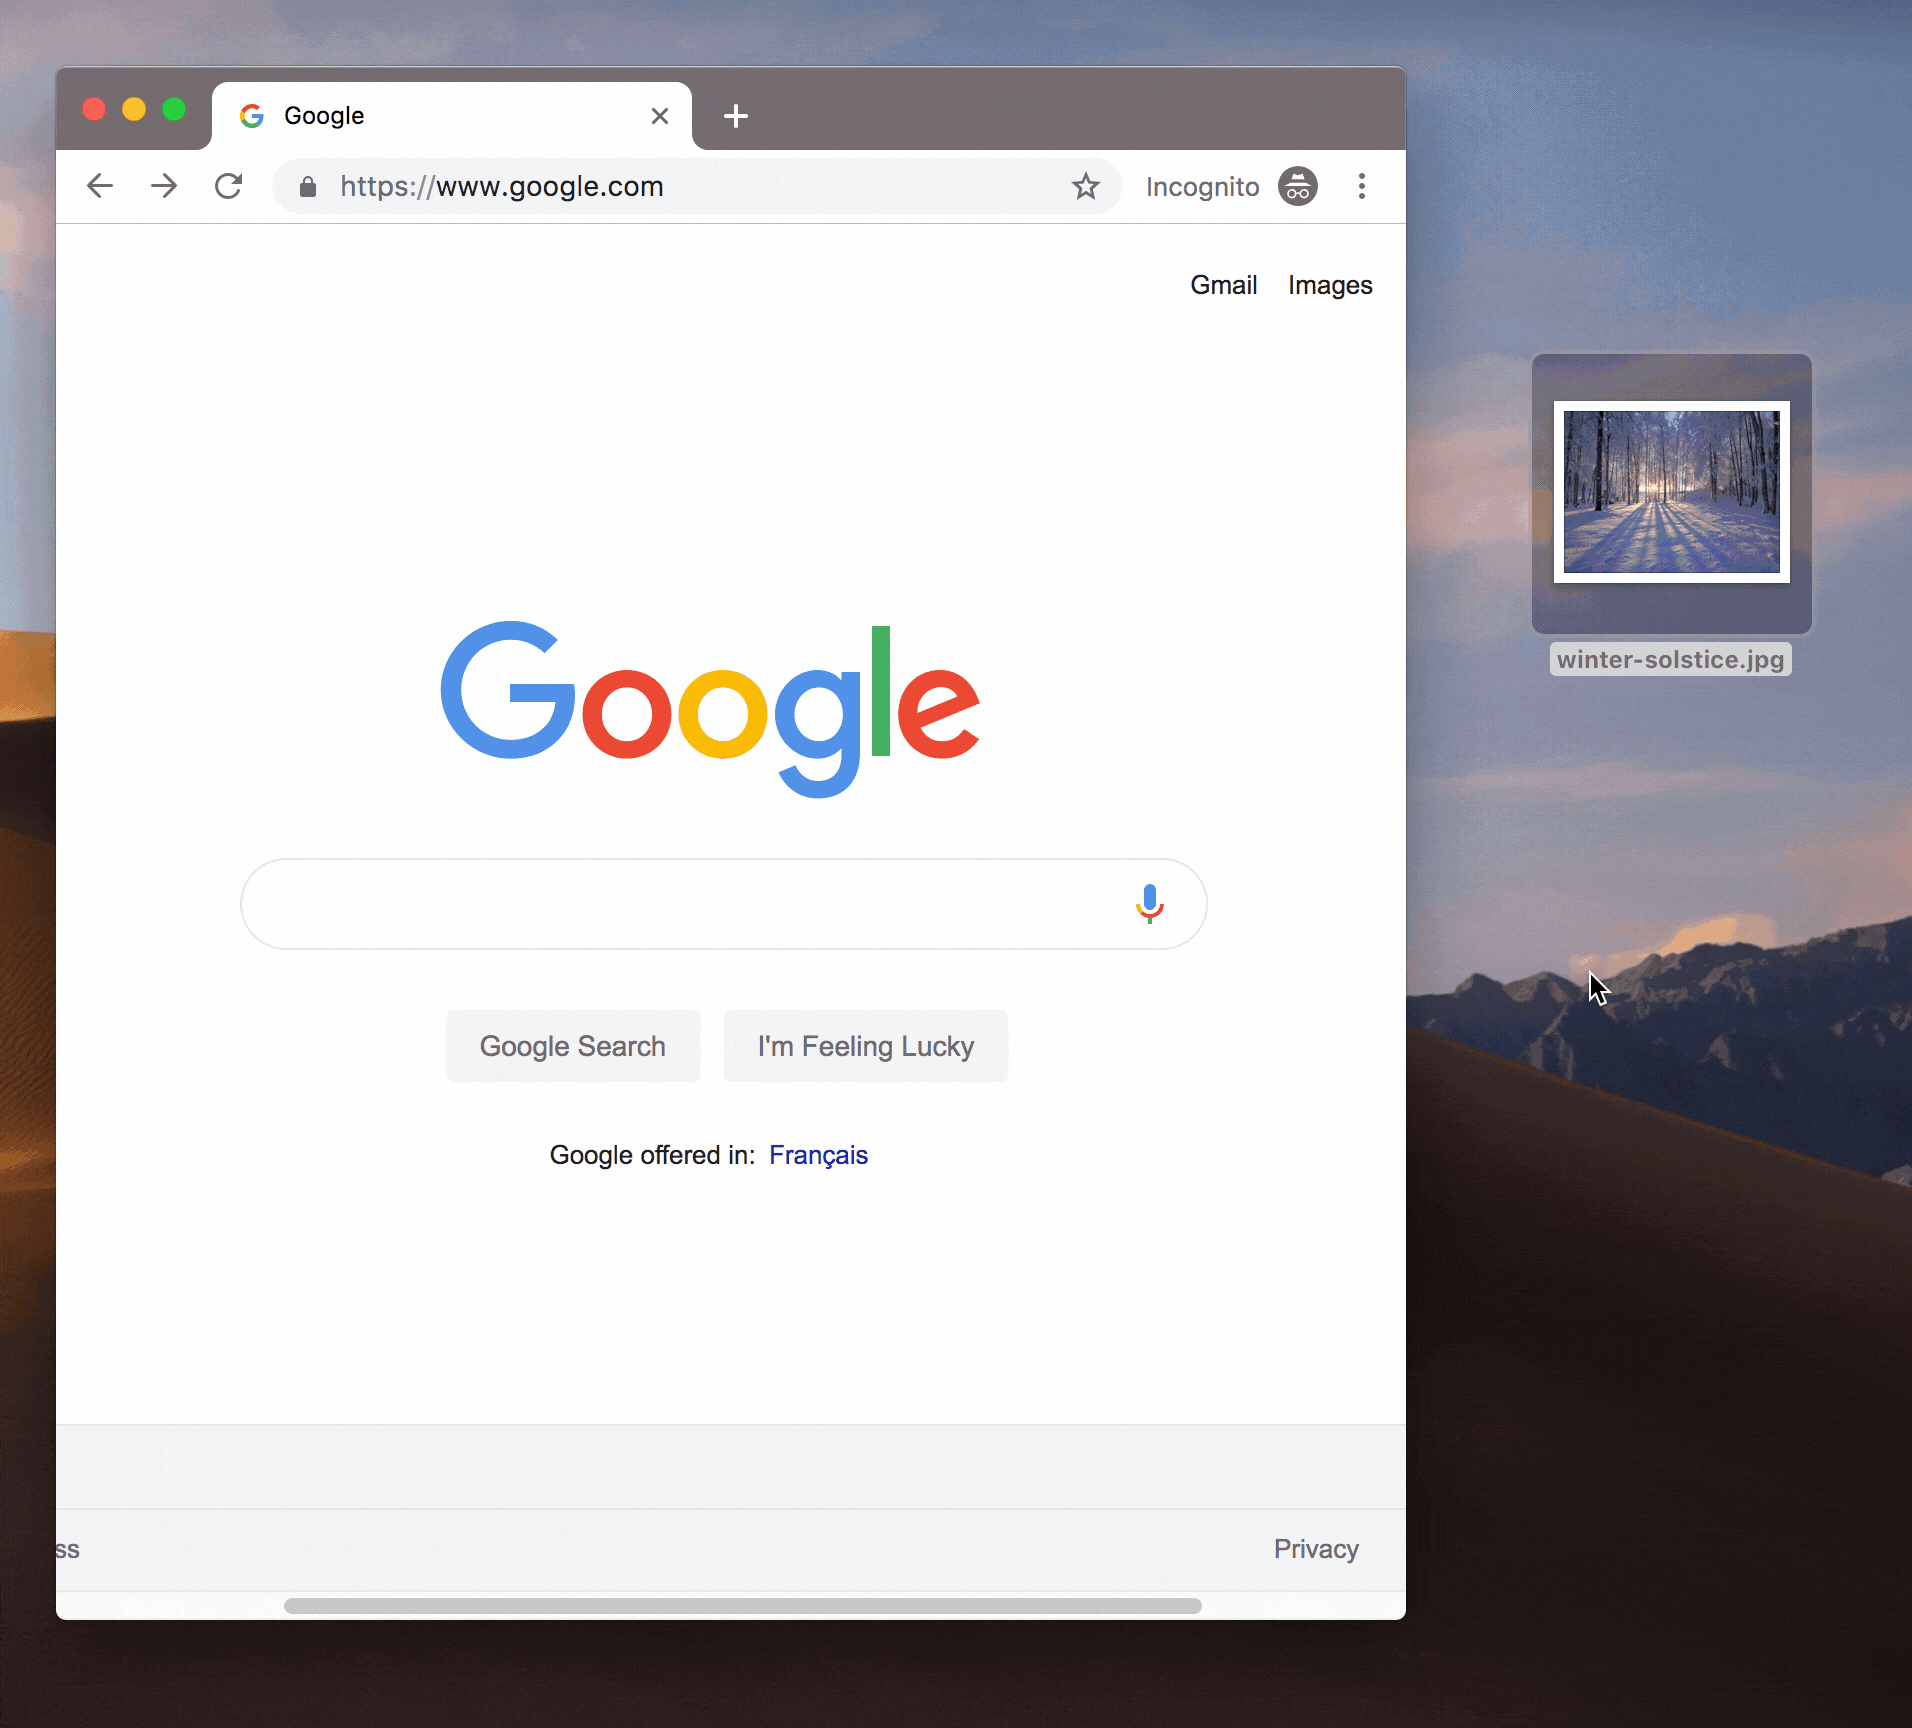 Google
https://www.google.com
Incognito
Gmail Images
winter-solstice.jpg
Google
Google Search
I'm Feeling Lucky
Google offered in: Français
ss
Privacy